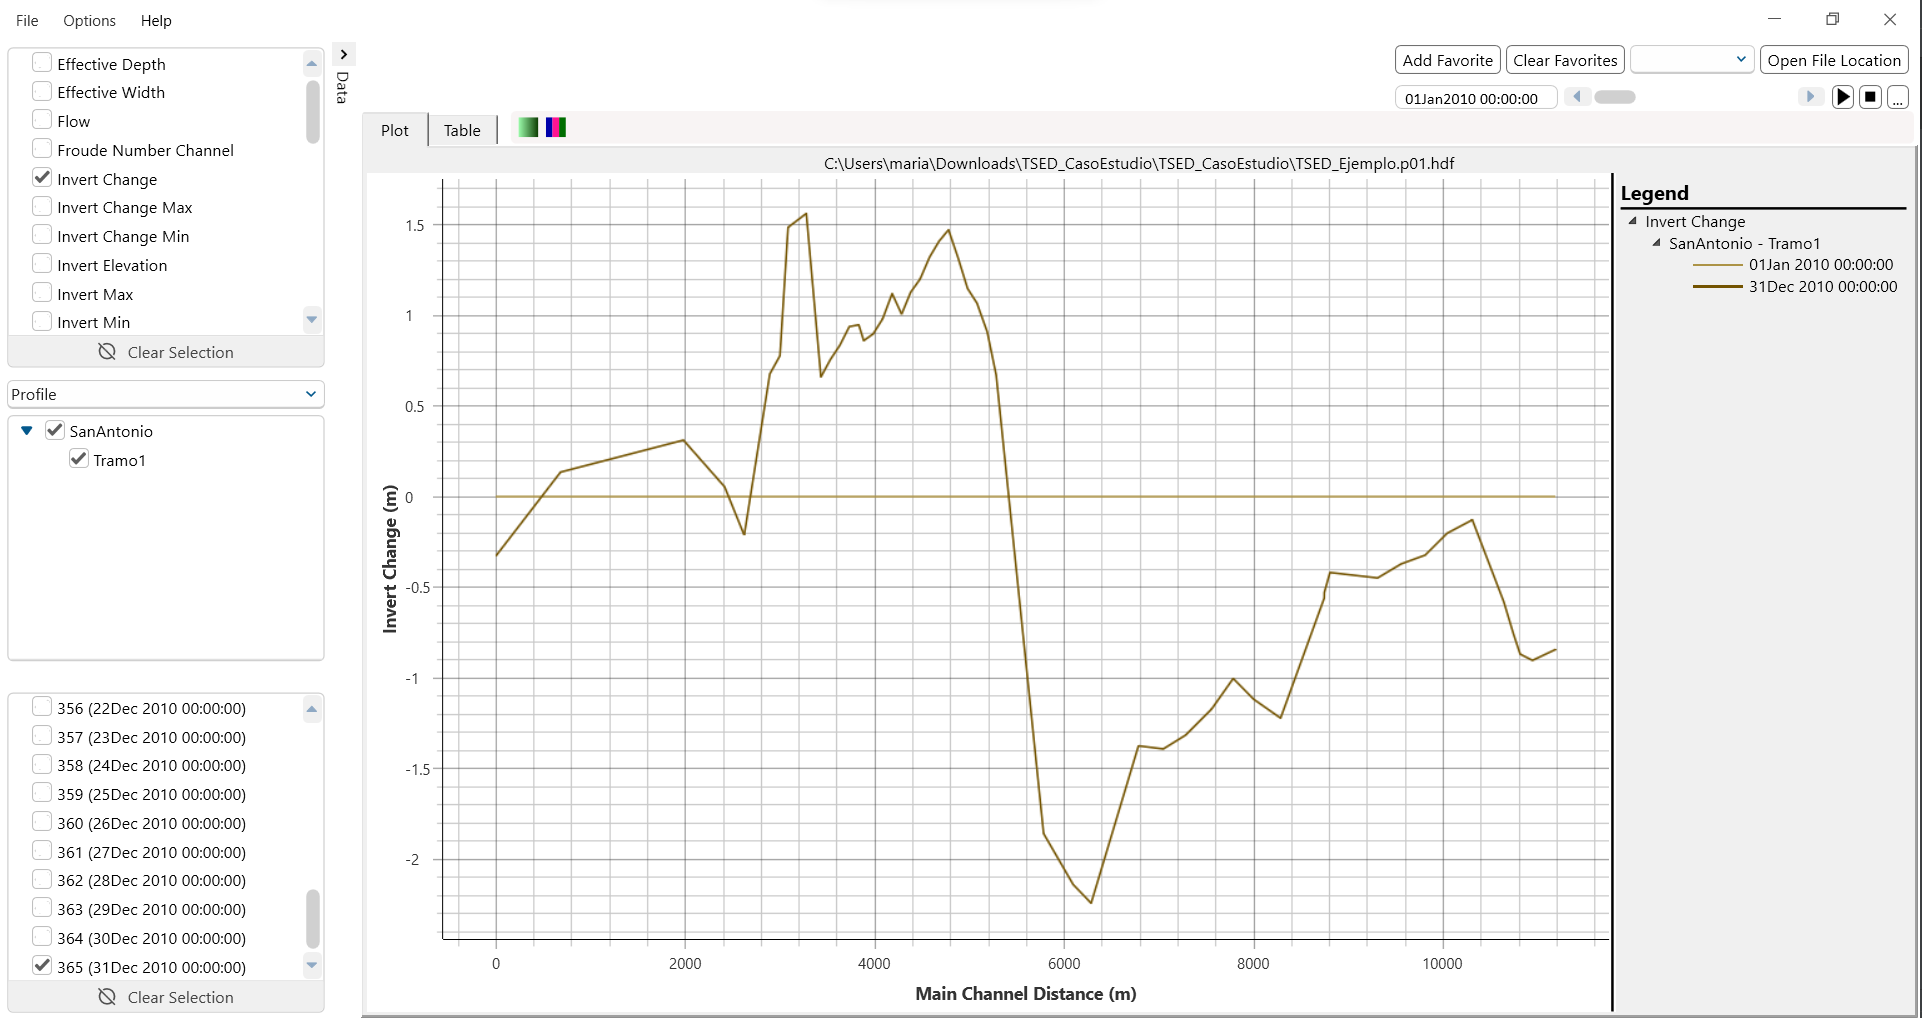 File Options Help
Effective Depth
Effective Width
Flow
Froude Number Channel
Invert Change
Invert Change Max
Invert Change Min
Invert Elevation
Invert Max
Invert Min
Clear Selection
Profile
SanAntonio
Tramo1
356 (22Dec 2010 00:00:00)
357 (23Dec 2010 00:00:00)
358 (24Dec 2010 00:00:00)
359 (25Dec 2010 00:00:00)
360 (26Dec 2010 00:00:00)
361 (27Dec 2010 00:00:00)
362 (28Dec 2010 00:00:00)
363 (29Dec 2010 00:00:00)
364 (30Dec 2010 00:00:00)
365 (31Dec 2010 00:00:00)
Clear Selection
Data
Add Favorite Clear Favorites Open File Location
01Jan2010 00:00:00 ...
Plot Table
C:\Users\maria\Downloads\TSED_CasoEstudio\TSED_CasoEstudio\TSED_Ejemplo.p01.hdf
Invert Change (m)
1.5
1
0.5
0
-0.5
-1
-1.5
-2
0 2000 4000 6000 8000 10000
Main Channel Distance (m)
Legend
Invert Change
SanAntonio - Tramo1
01Jan 2010 00:00:00
31Dec 2010 00:00:00